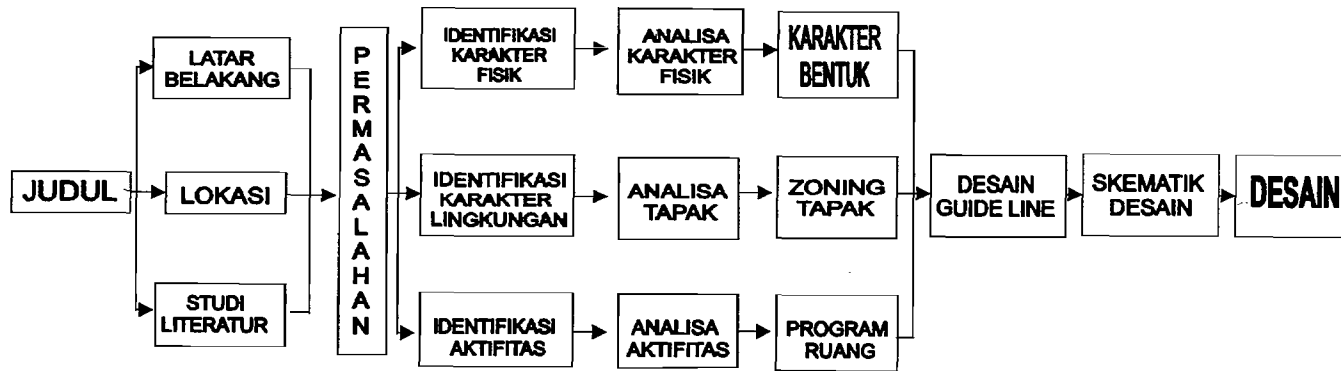 JUDUL
LATAR
BELAKANG
LOKASI
STUDI
LITERATUR
PERMASALAHAN
IDENTIFIKASI
KARAKTER
FISIK
ANALISA
KARAKTER
FISIK
KARAKTER
BENTUK
IDENTIFIKASI
KARAKTER
LINGKUNGAN
ANALISA
TAPAK
ZONING
TAPAK
IDENTIFIKASI
AKTIFITAS
ANALISA
AKTIFITAS
PROGRAM
RUANG
DESAIN
GUIDE LINE
SKEMATIK
DESAIN
DESAIN